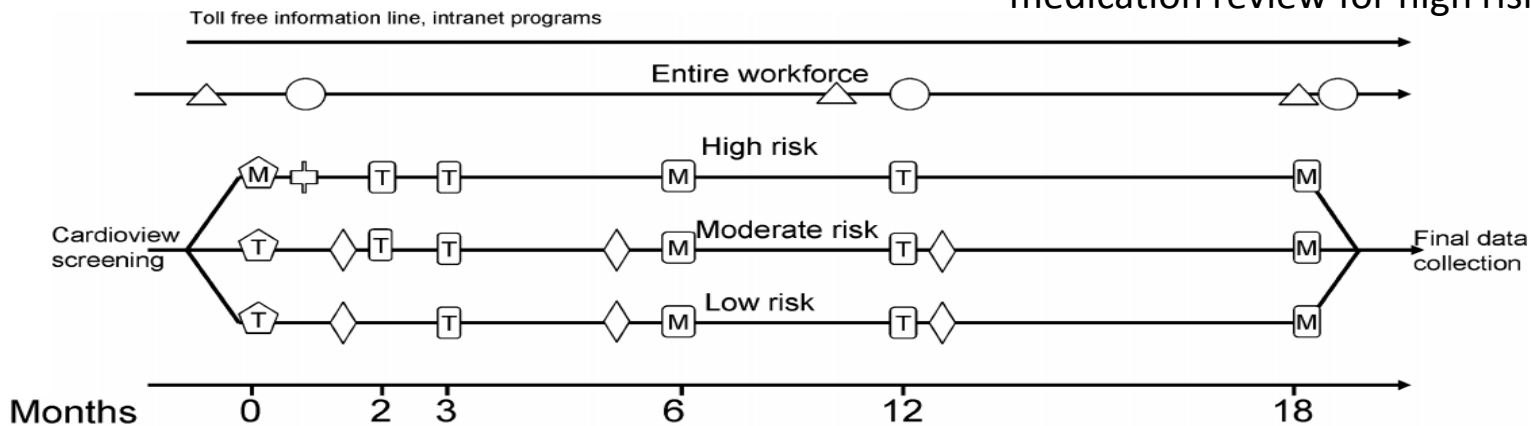 medication review for high ris
Toll free information line, intranet programs
Entire workforce
High risk
M T T M T M
Cardioview
screening
Moderate risk
T T T M T M
Final data
collection
Low risk
T T M T M
Months 0 2 3 6 12 18